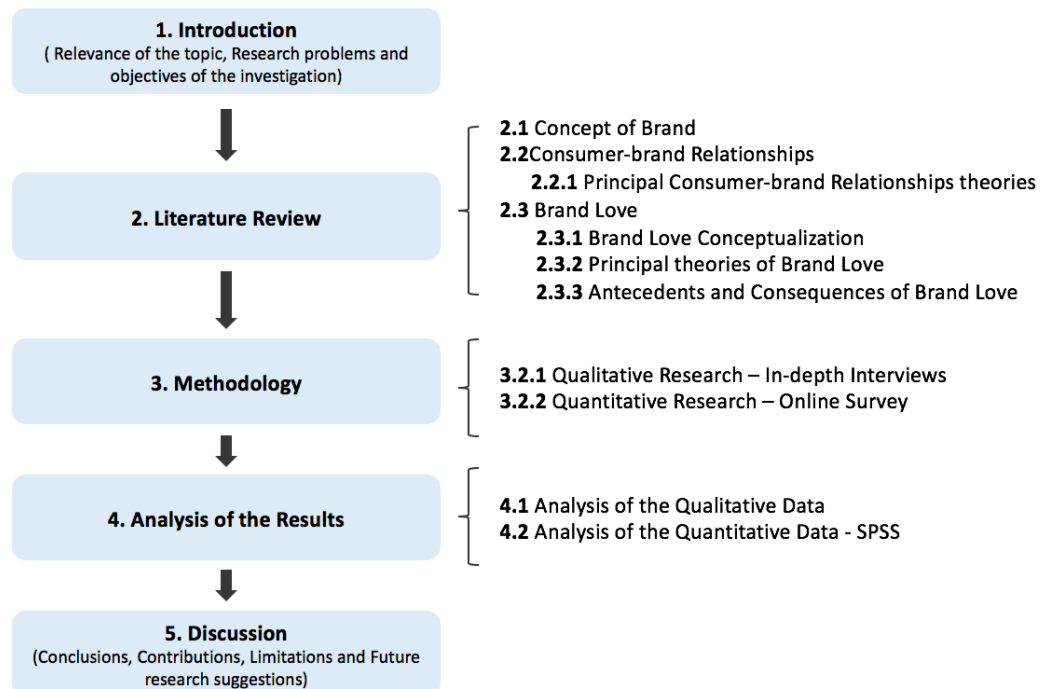 1. Introduction
( Relevance of the topic, Research problems and
objectives of the investigation)
2.1 Concept of Brand
2.2Consumer-brand Relationships
2.2.1 Principal Consumer-brand Relationships theories
2. Literature Review
2.3 Brand Love
2.3.1 Brand Love Conceptualization
2.3.2 Principal theories of Brand Love
2.3.3 Antecedents and Consequences of Brand Love
3. Methodology
3.2.1 Qualitative Research – In-depth Interviews
3.2.2 Quantitative Research – Online Survey
4. Analysis of the Results
4.1 Analysis of the Qualitative Data
4.2 Analysis of the Quantitative Data - SPSS
5. Discussion
(Conclusions, Contributions, Limitations and Future
research suggestions)